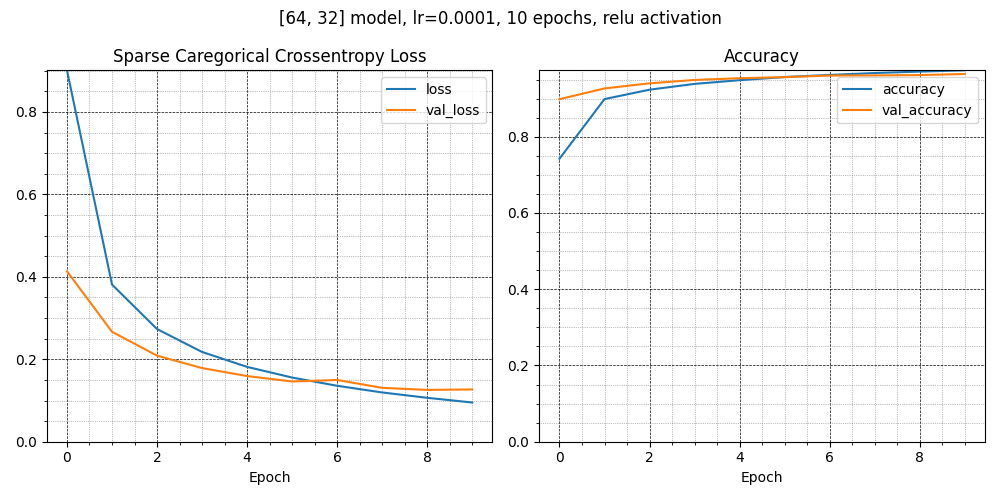 [64, 32] model, lr=0.0001, 10 epochs, relu activation
Sparse Caregorical Crossentropy Loss
loss
val_loss
0.8
0.6
0.4
0.2
0.0
0 2 4 6 8
Epoch
Accuracy
accuracy
val_accuracy
0.8
0.6
0.4
0.2
0.0
0 2 4 6 8
Epoch